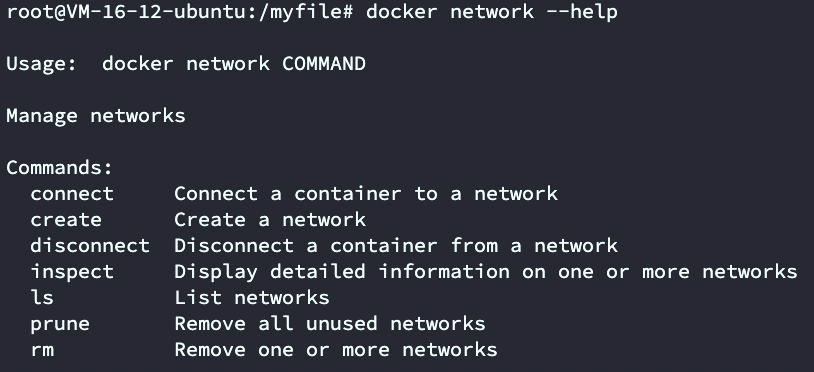 root@VM-16-12-ubuntu:/myfile# docker network --help
Usage:  docker network COMMAND
Manage networks
Commands:
  connect     Connect a container to a network
  create      Create a network
  disconnect  Disconnect a container from a network
  inspect     Display detailed information on one or more networks
  ls          List networks
  prune       Remove all unused networks
  rm          Remove one or more networks